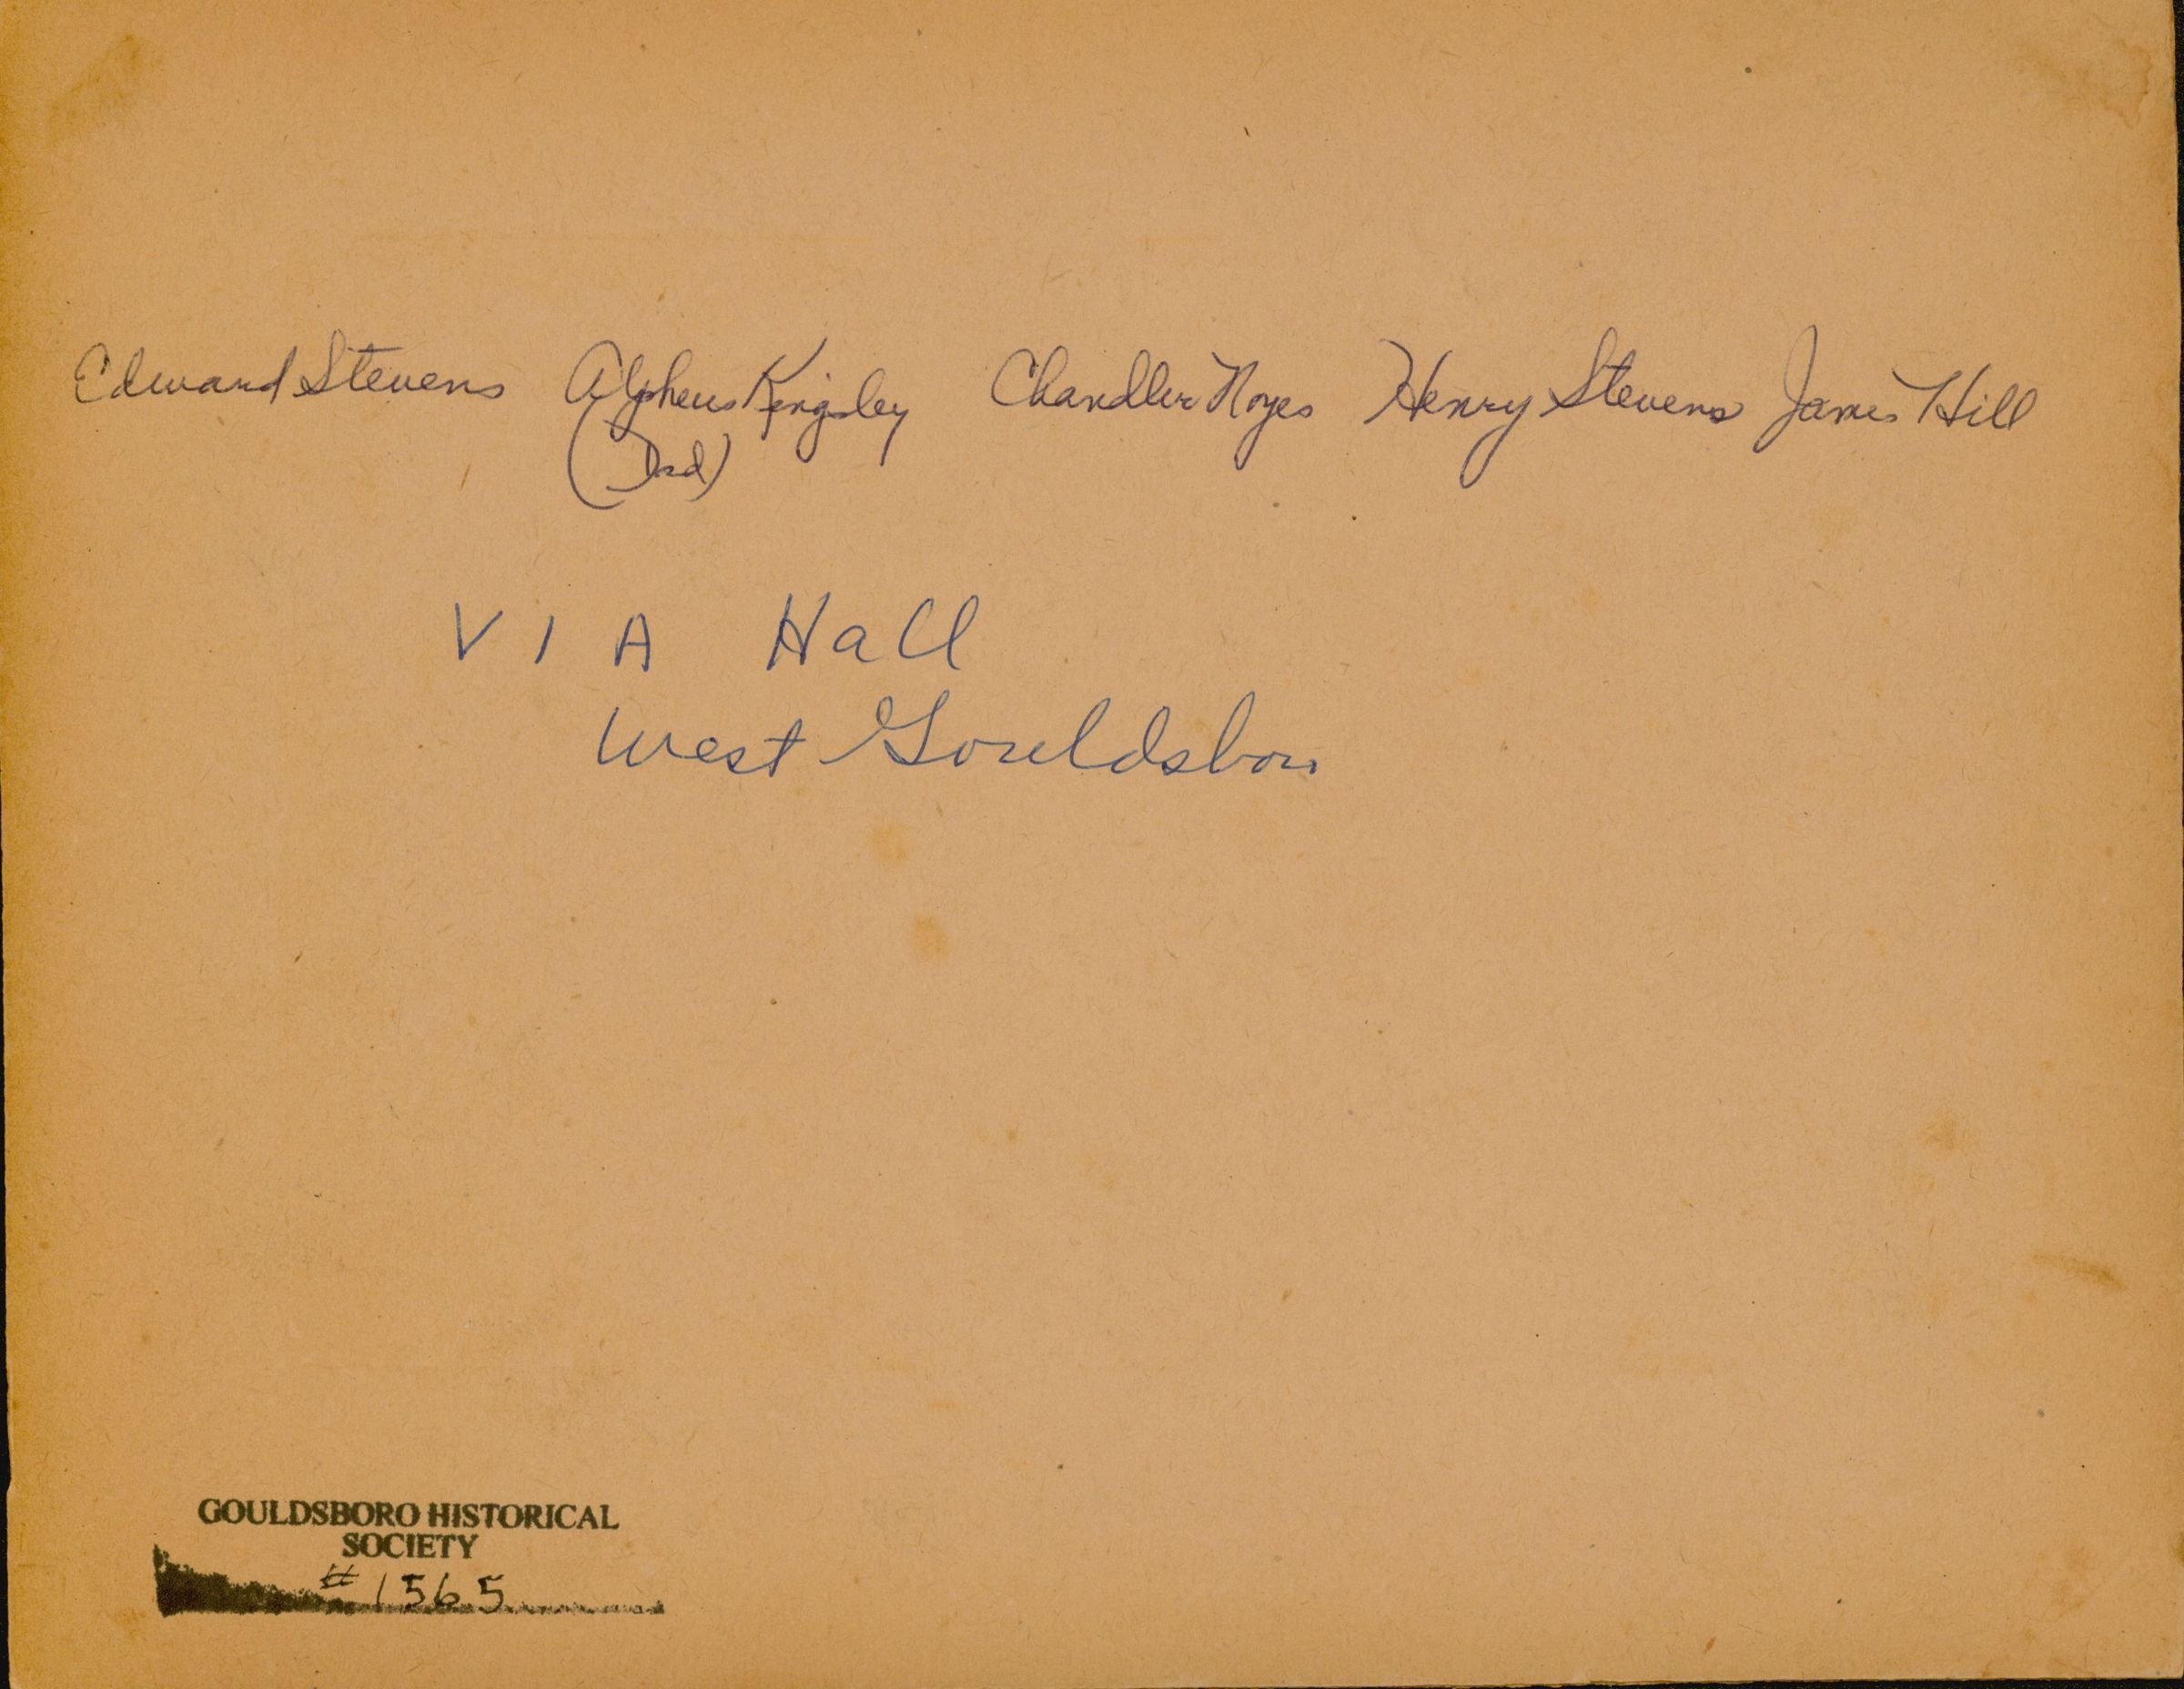 Edward Stevens Alpheus Kingsley Chandler Noyes Henry Stevens James Hill
(Dad)
V I A Hall
West Gouldsboro
GOULDSBORO HISTORICAL
SOCIETY
# 1565